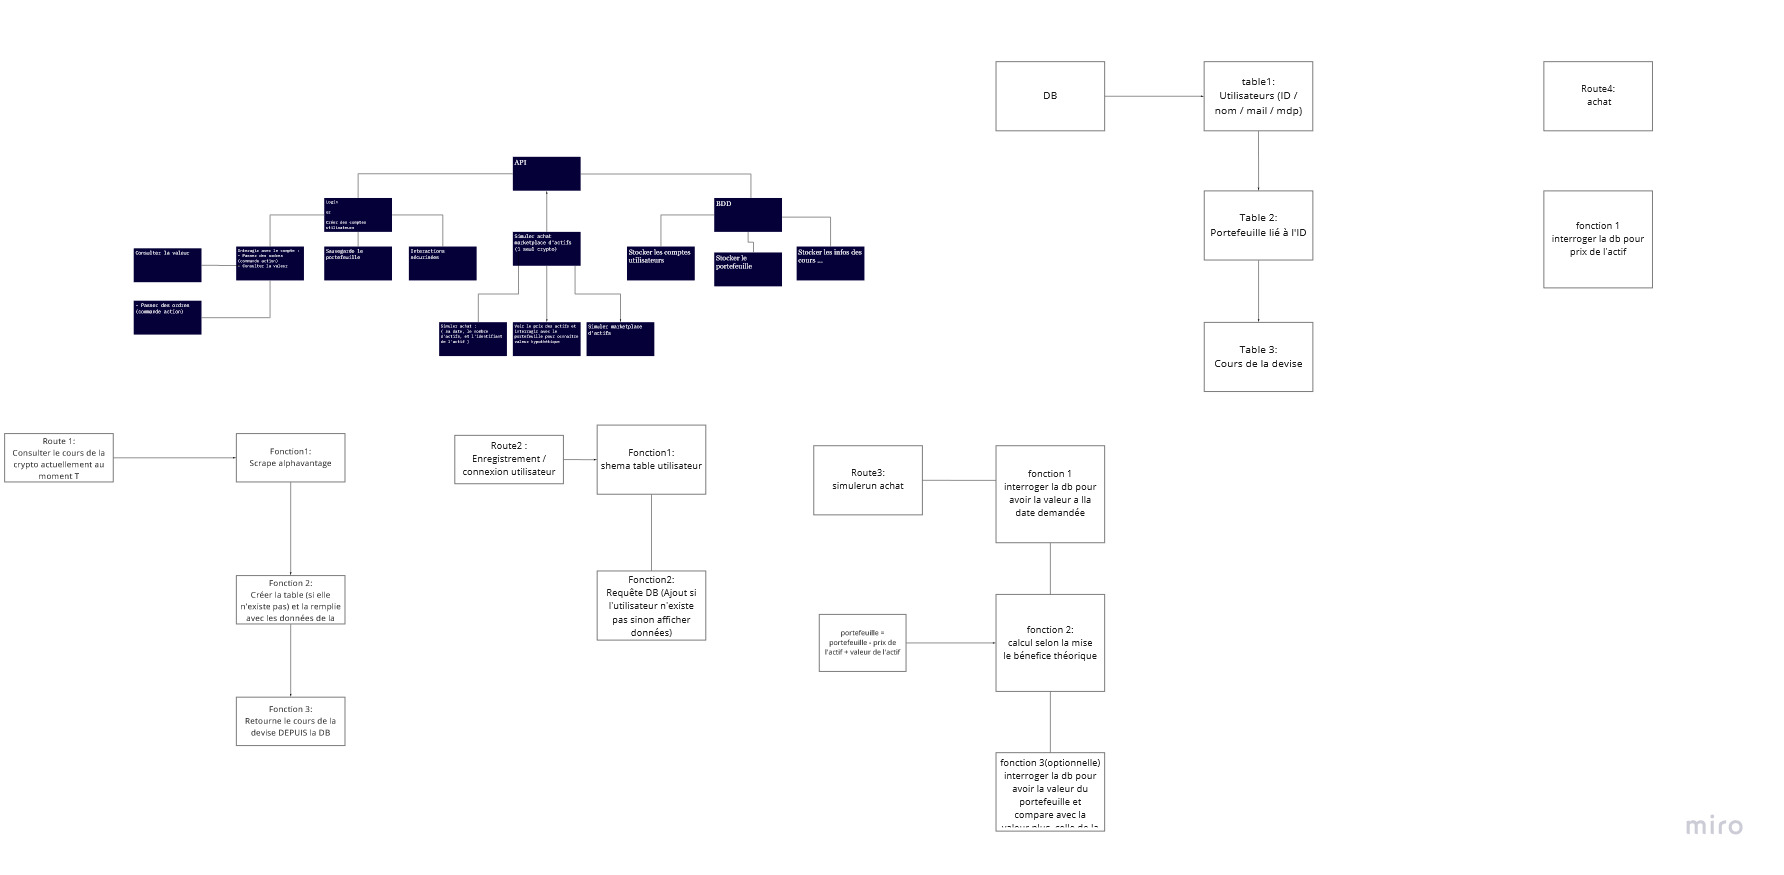 DB
table1:
Utilisateurs (ID /
nom / mail / mdp)
Route4:
achat
Table 2:
Portefeuille lié à l'ID
fonction 1
interroger la db pour
prix de l'actif
Table 3:
Cours de la devise
API
Login
Créer des comptes
utilisateurs
BDD
Consulter la valeur
Interagir avec le compte :
- Passer des ordres
(commande action)
- Consulter la valeur
Sauvegarde le
portefeuille
Interactions
sécurisées
Simuler achat
marketplace d'actifs
(1 seul crypto)
Stocker les comptes
utilisateurs
Stocker le
portefeuille
Stocker les infos des
cours ...
- Passer des ordres
(commande action)
Simuler achat :
( sa date, le nombre
d'actifs, et l'identifiant
de l'actif )
Voir le prix des actifs et
interragir avec le
portefeuille pour connaître
valeur hypothétique
Simuler marketplace
d'actifs
Route 1:
Consulter le cours de la
crypto actuellement au
moment T
Fonction1:
Scrape alphavantage
Fonction 2:
Créer la table (si elle
n'existe pas) et la remplie
avec les données de la
Fonction 3:
Retourne le cours de la
devise DEPUIS la DB
Route2 :
Enregistrement /
connexion utilisateur
Fonction1:
shema table utilisateur
Fonction2:
Requête DB (Ajout si
l'utilisateur n'existe
pas sinon afficher
données)
Route3:
simulerun achat
fonction 1
interroger la db pour
avoir la valeur a lla
date demandée
portefeuille =
portefeuille - prix de
l'actif + valeur de l'actif
fonction 2:
calcul selon la mise
le bénefice théorique
fonction 3(optionnelle)
interroger la db pour
avoir la valeur du
portefeuille et
compare avec la
valeur plus, celle de la
miro